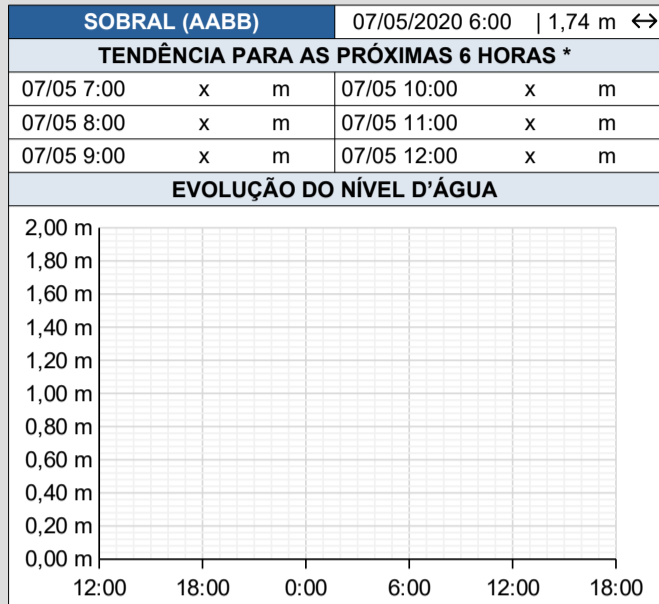 SOBRAL (AABB) 07/05/2020 6:00 | 1,74 m ↔
TENDÊNCIA PARA AS PRÓXIMAS 6 HORAS *
07/05 7:00 x m 07/05 10:00 x m
07/05 8:00 x m 07/05 11:00 x m
07/05 9:00 x m 07/05 12:00 x m
EVOLUÇÃO DO NÍVEL D’ÁGUA
2,00 m
1,80 m
1,60 m
1,40 m
1,20 m
1,00 m
0,80 m
0,60 m
0,40 m
0,20 m
0,00 m
12:00 18:00 0:00 6:00 12:00 18:00